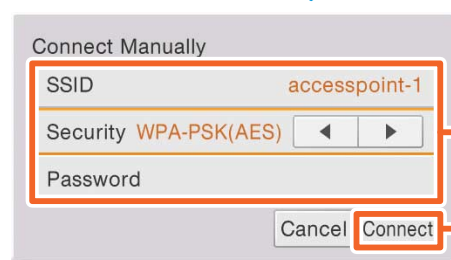 Connect Manually
SSID accesspoint-1
Security WPA-PSK(AES)
Password
Cancel Connect